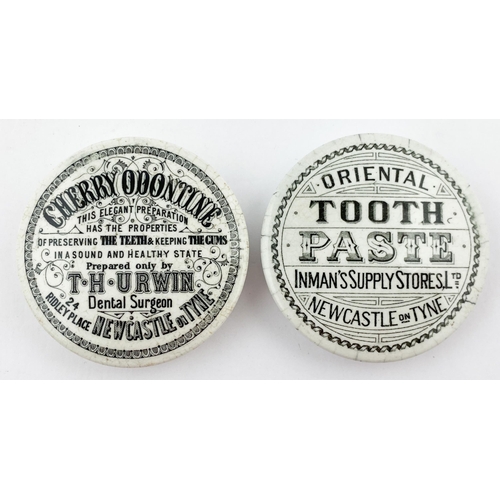 CHERRY ODONTINE
THIS ELEGANT PREPARATION
HAS THE PROPERTIES
OF PRESERVING THE TEETH & KEEPING THE GUMS
IN A SOUND AND HEALTHY STATE
Prepared only by
T·H·URWIN
Dental Surgeon
24 RIDLEY PLACE
NEWCASTLE ON TYNE
ORIENTAL
TOOTH
PASTE
INMAN'S SUPPLY STORES, LTD
NEWCASTLE ON TYNE